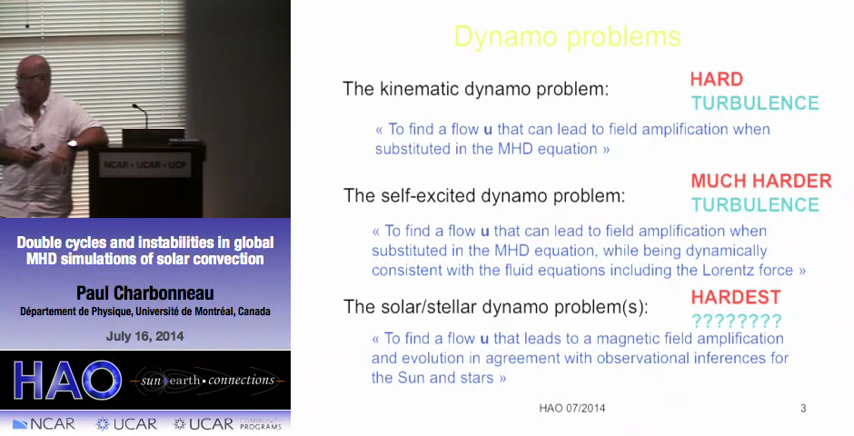 NCAR - UCAR - UCP
Double cycles and instabilities in global
MHD simulations of solar convection
Paul Charbonneau
Département de Physique, Université de Montréal, Canada
July 16, 2014
HAO
sun earth • connections
NCAR
UCAR
UCAR COMMUNITY
PROGRAMS
Dynamo problems
The kinematic dynamo problem:
HARD
TURBULENCE
« To find a flow u that can lead to field amplification when
substituted in the MHD equation »
The self-excited dynamo problem:
MUCH HARDER
TURBULENCE
« To find a flow u that can lead to field amplification when
substituted in the MHD equation, while being dynamically
consistent with the fluid equations including the Lorentz force »
The solar/stellar dynamo problem(s):
HARDEST
????????
« To find a flow u that leads to a magnetic field amplification
and evolution in agreement with observational inferences for
the Sun and stars »
HAO 07/2014
3